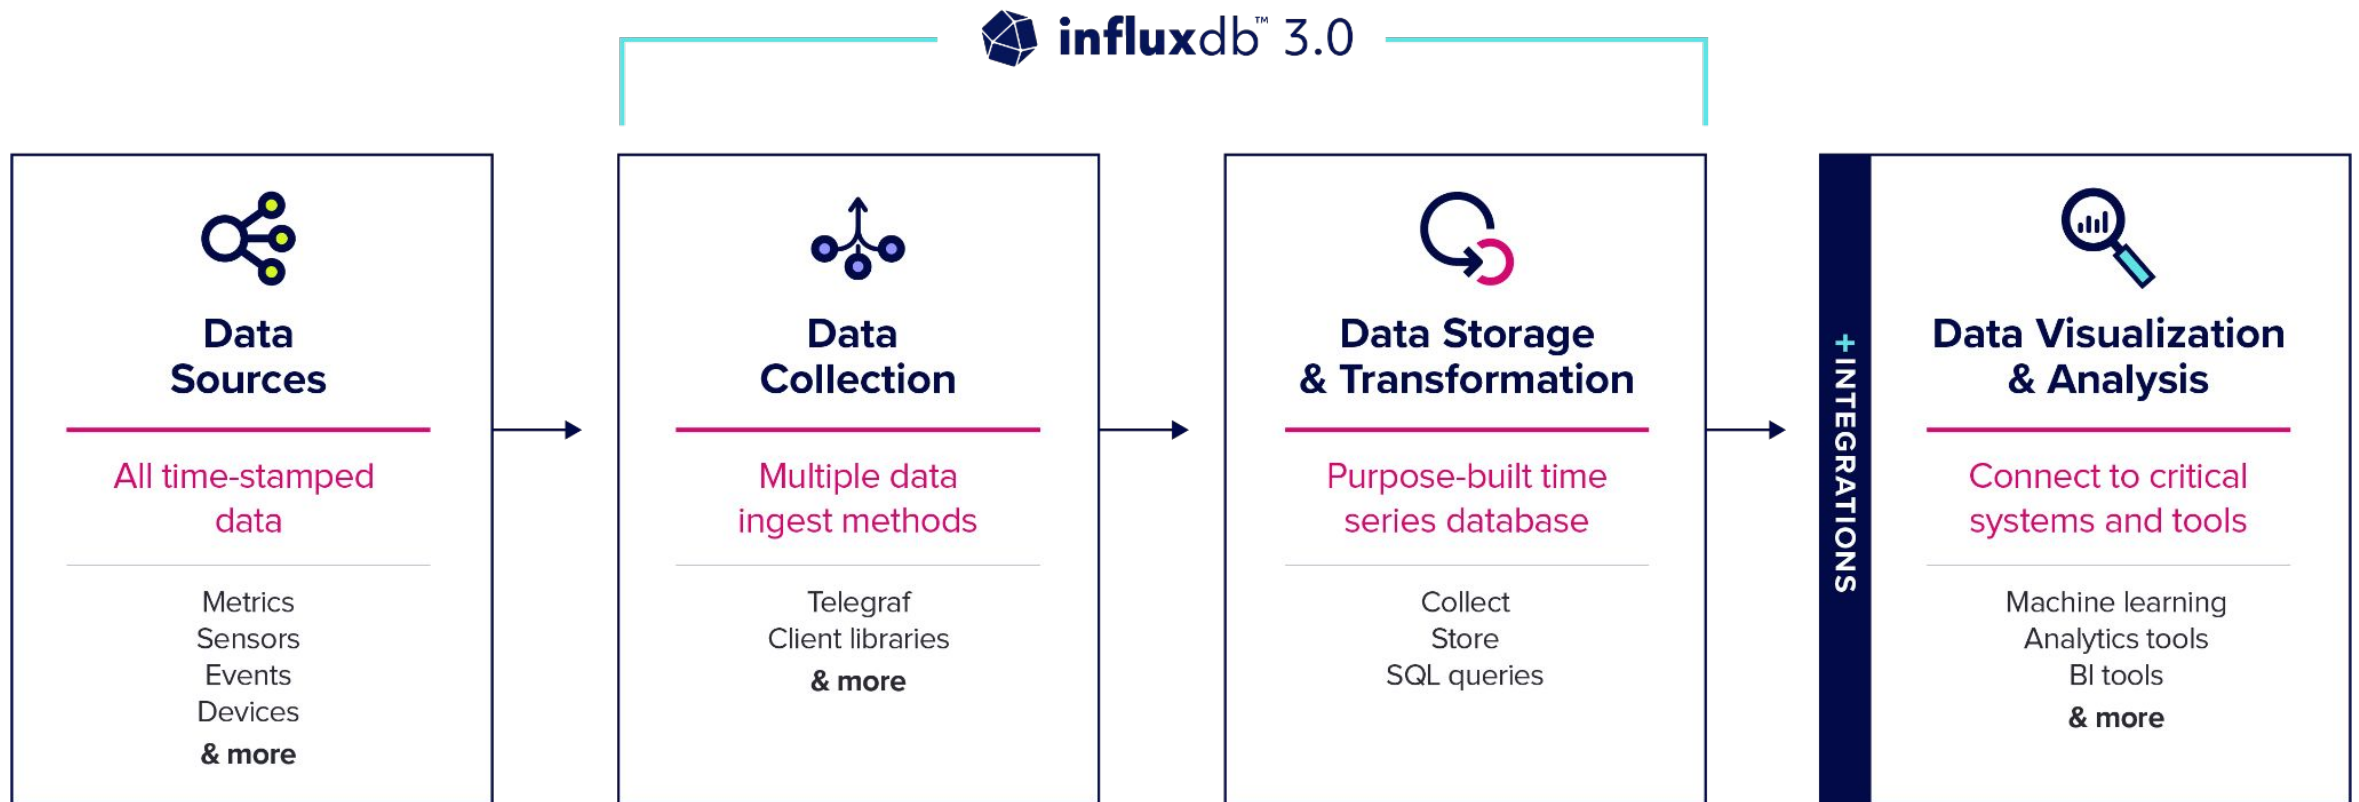 influxdb™ 3.0
Data
Sources
All time-stamped
data
Metrics
Sensors
Events
Devices
& more
Data
Collection
Multiple data
ingest methods
Telegraf
Client libraries
& more
Data Storage
& Transformation
Purpose-built time
series database
Collect
Store
SQL queries
+INTEGRATIONS
Data Visualization
& Analysis
Connect to critical
systems and tools
Machine learning
Analytics tools
BI tools
& more